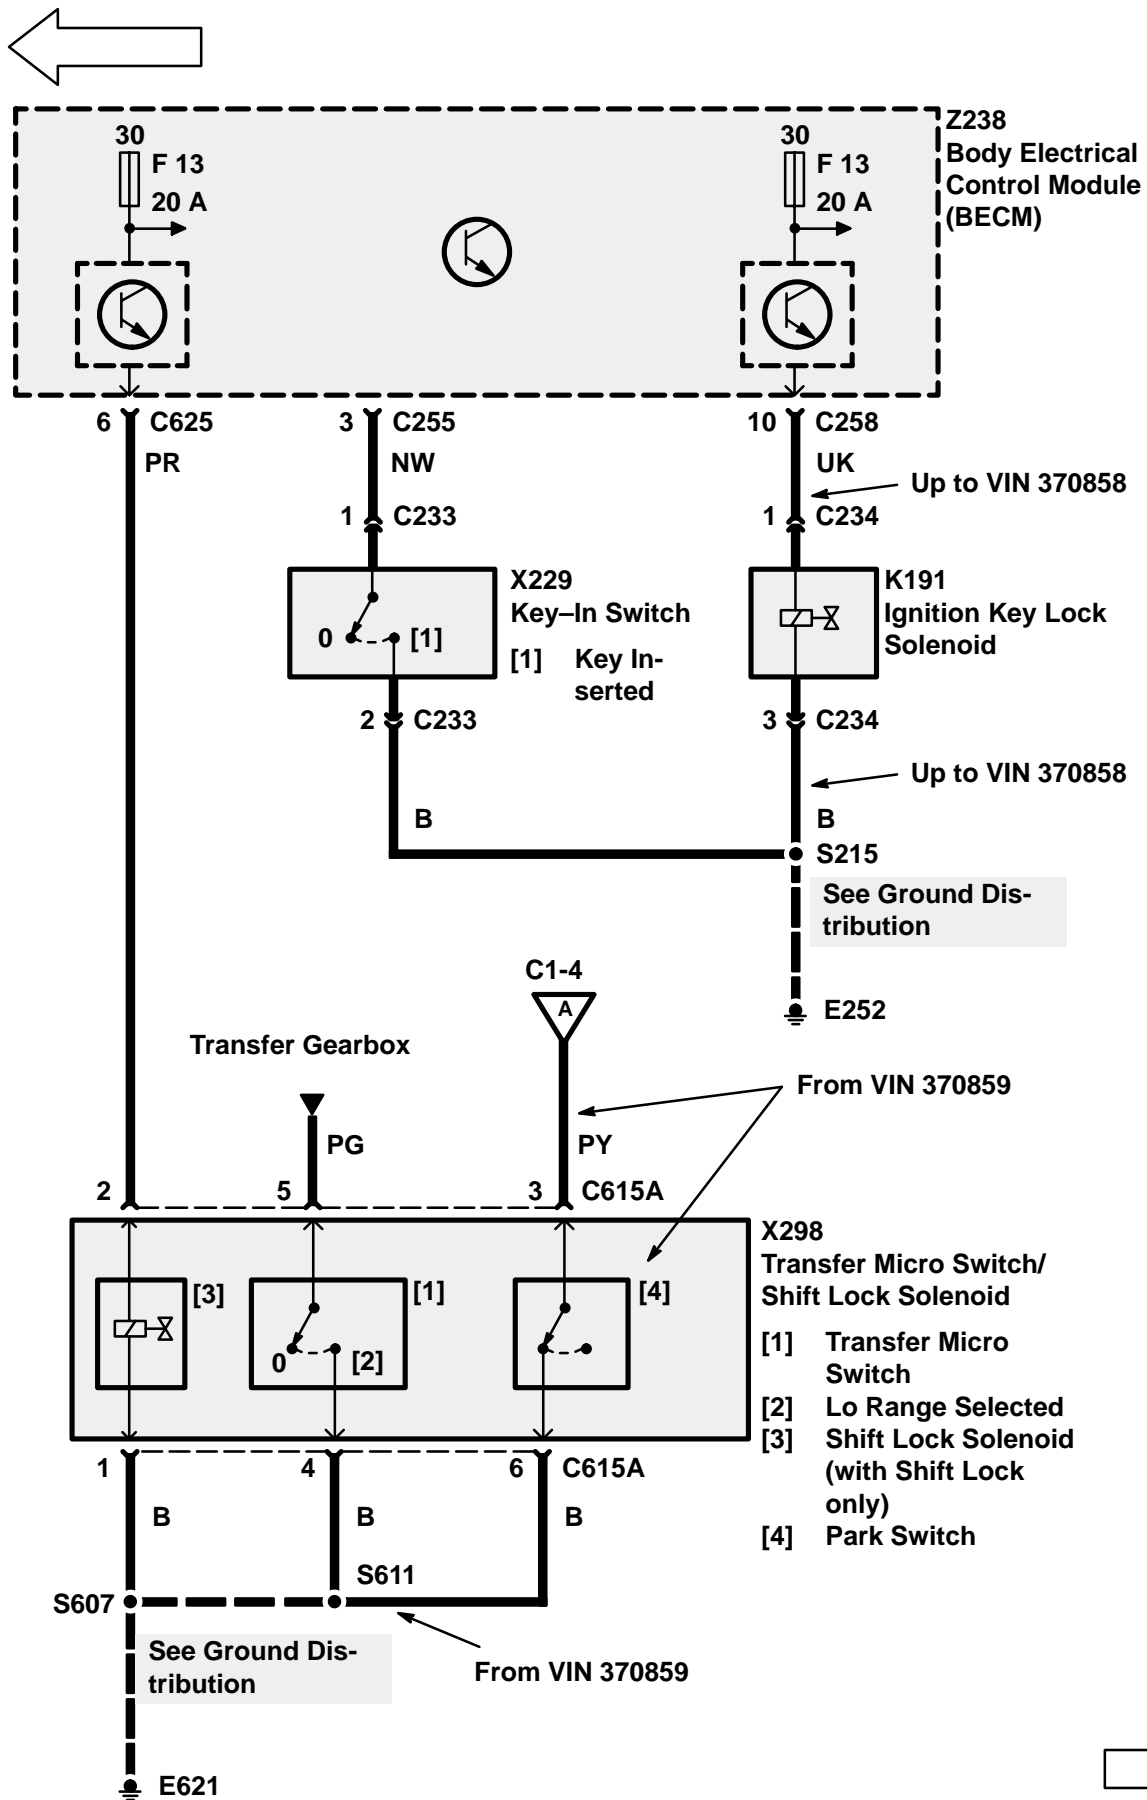 Z238
Body Electrical
Control Module
(BECM)
30
F 13
20 A
30
F 13
20 A
6 C625
3 C255
10 C258
PR
NW
UK
Up to VIN 370858
1 C233
1 C234
X229
Key–In Switch
[1] Key In-
serted
0 [1]
K191
Ignition Key Lock
Solenoid
2 C233
3 C234
Up to VIN 370858
B
B
S215
See Ground Dis-
tribution
E252
C1-4
A
Transfer Gearbox
From VIN 370859
PG
PY
2
5
3 C615A
X298
Transfer Micro Switch/
Shift Lock Solenoid
[1] Transfer Micro
Switch
[2] Lo Range Selected
[3] Shift Lock Solenoid
(with Shift Lock
only)
[4] Park Switch
[3]
[1]
[4]
0 [2]
1
4
6 C615A
B
B
B
S611
S607
See Ground Dis-
tribution
From VIN 370859
E621